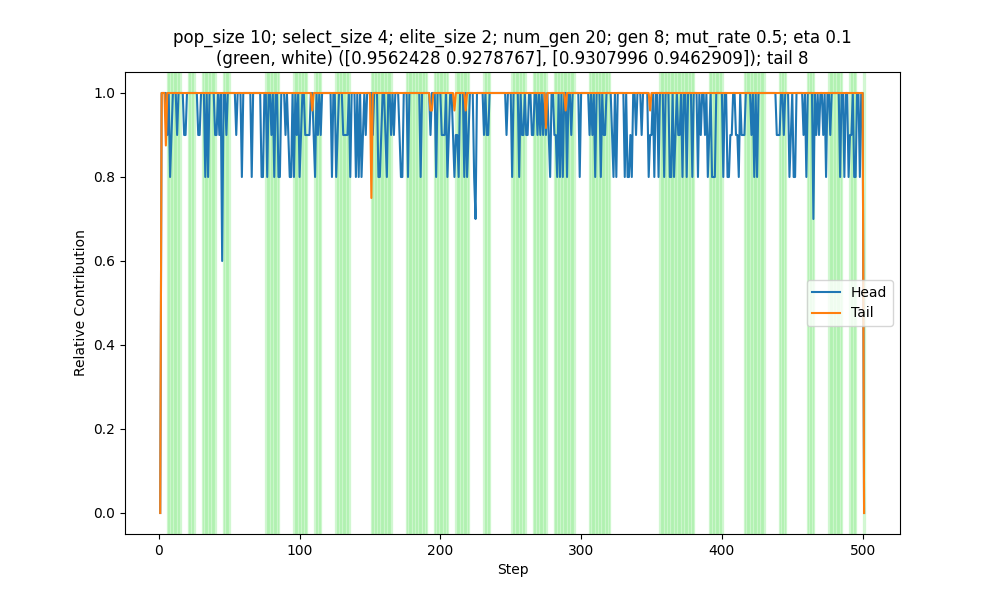 pop_size 10; select_size 4; elite_size 2; num_gen 20; gen 8; mut_rate 0.5; eta 0.1
(green, white) ([0.9562428 0.9278767], [0.9307996 0.9462909]); tail 8
1.0
0.8
0.6
0.4
0.2
0.0
Relative Contribution
Head
Tail
0
100
200
300
400
500
Step